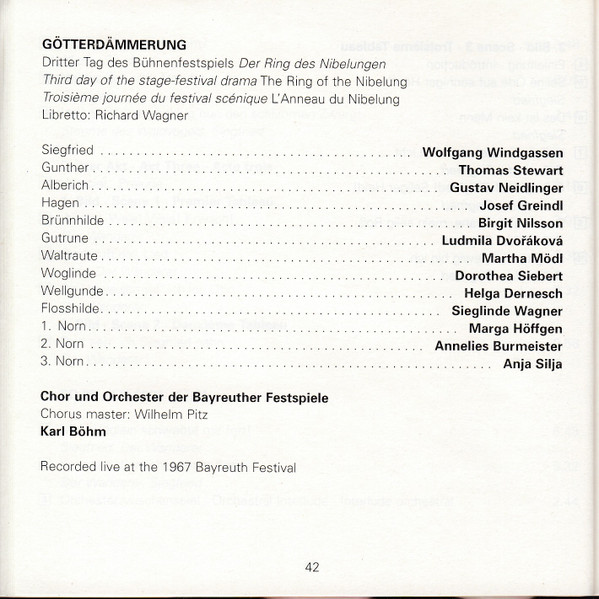 GÖTTERDÄMMERUNG
Dritter Tag des Bühnenfestspiels Der Ring des Nibelungen
Third day of the stage-festival drama The Ring of the Nibelung
Troisième journée du festival scénique L'Anneau du Nibelung
Libretto: Richard Wagner
Siegfried Wolfgang Windgassen
Gunther Thomas Stewart
Alberich Gustav Neidlinger
Hagen Josef Greindl
Brünnhilde Birgit Nilsson
Gutrune Ludmila Dvořáková
Waltraute Martha Mödl
Woglinde Dorothea Siebert
Wellgunde Helga Dernesch
Flosshilde Sieglinde Wagner
1. Norn Marga Höffgen
2. Norn Annelies Burmeister
3. Norn Anja Silja
Chor und Orchester der Bayreuther Festspiele
Chorus master: Wilhelm Pitz
Karl Böhm
Recorded live at the 1967 Bayreuth Festival
42